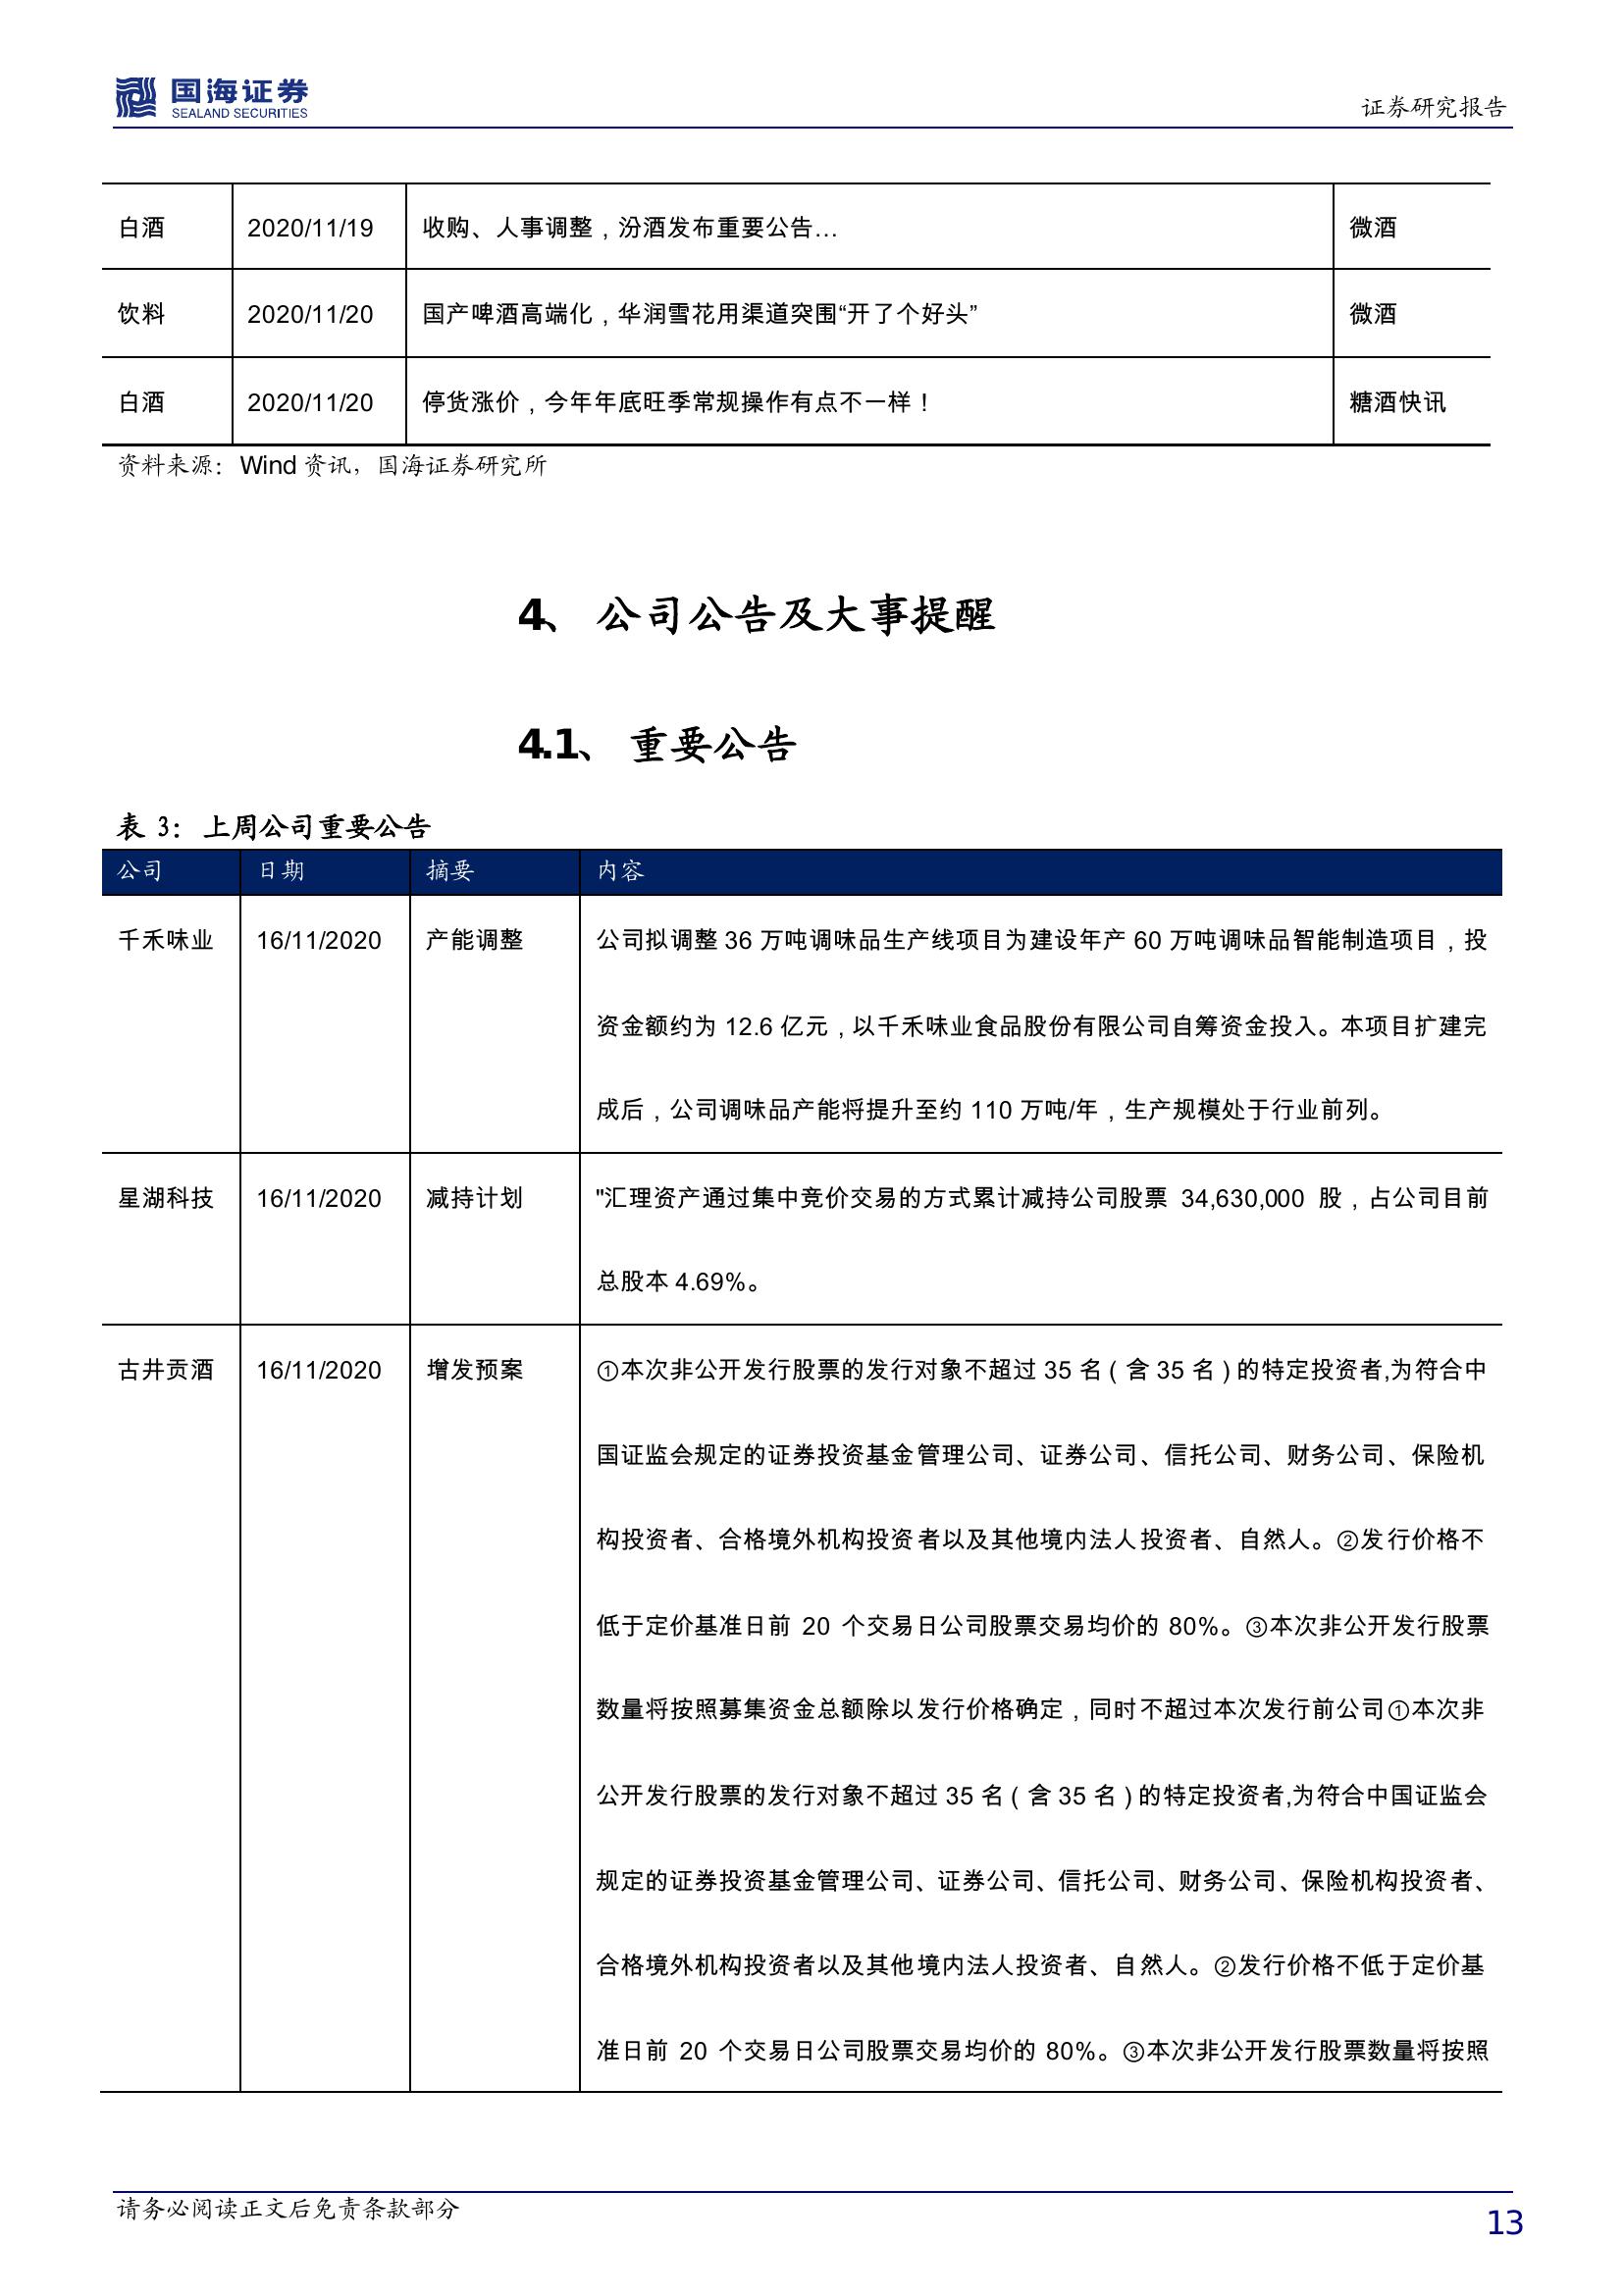 国海证券
SEALAND SECURITIES
证券研究报告
白酒 2020/11/19 收购、人事调整，汾酒发布重要公告… 微酒
饮料 2020/11/20 国产啤酒高端化，华润雪花用渠道突围“开了个好头” 微酒
白酒 2020/11/20 停货涨价，今年年底旺季常规操作有点不一样！ 糖酒快讯
资料来源：Wind 资讯，国海证券研究所
4、 公司公告及大事提醒
4.1、 重要公告
表 3：上周公司重要公告
公司 日期 摘要 内容
千禾味业 16/11/2020 产能调整 公司拟调整 36 万吨调味品生产线项目为建设年产 60 万吨调味品智能制造项目，投
资金额约为 12.6 亿元，以千禾味业食品股份有限公司自筹资金投入。本项目扩建完
成后，公司调味品产能将提升至约 110 万吨/年，生产规模处于行业前列。
星湖科技 16/11/2020 减持计划 "汇理资产通过集中竞价交易的方式累计减持公司股票 34,630,000 股，占公司目前
总股本 4.69%。
古井贡酒 16/11/2020 增发预案 ①本次非公开发行股票的发行对象不超过 35 名（含 35 名）的特定投资者,为符合中
国证监会规定的证券投资基金管理公司、证券公司、信托公司、财务公司、保险机
构投资者、合格境外机构投资者以及其他境内法人投资者、自然人。②发行价格不
低于定价基准日前 20 个交易日公司股票交易均价的 80%。③本次非公开发行股票
数量将按照募集资金总额除以发行价格确定，同时不超过本次发行前公司①本次非
公开发行股票的发行对象不超过 35 名（含 35 名）的特定投资者,为符合中国证监会
规定的证券投资基金管理公司、证券公司、信托公司、财务公司、保险机构投资者、
合格境外机构投资者以及其他境内法人投资者、自然人。②发行价格不低于定价基
准日前 20 个交易日公司股票交易均价的 80%。③本次非公开发行股票数量将按照
请务必阅读正文后免责条款部分
13